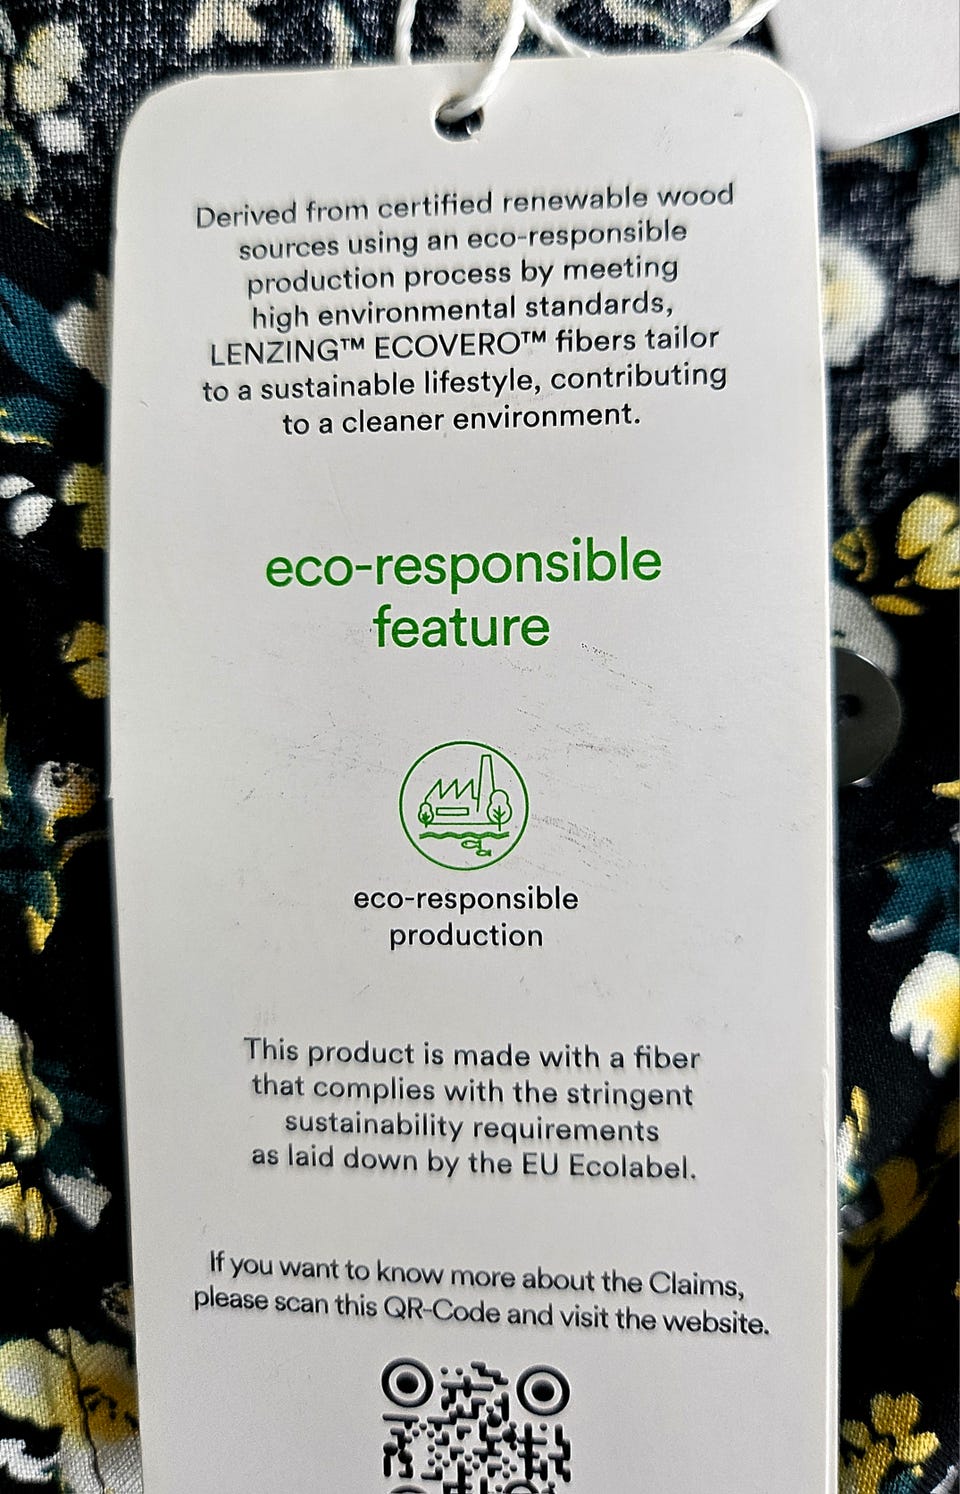 Derived from certified renewable wood
sources using an eco-responsible
production process by meeting
high environmental standards,
LENZING™ ECOVERO™ fibers tailor
to a sustainable lifestyle, contributing
to a cleaner environment.
eco-responsible
feature
eco-responsible
production
This product is made with a fiber
that complies with the stringent
sustainability requirements
as laid down by the EU Ecolabel.
If you want to know more about the Claims,
please scan this QR-Code and visit the website.